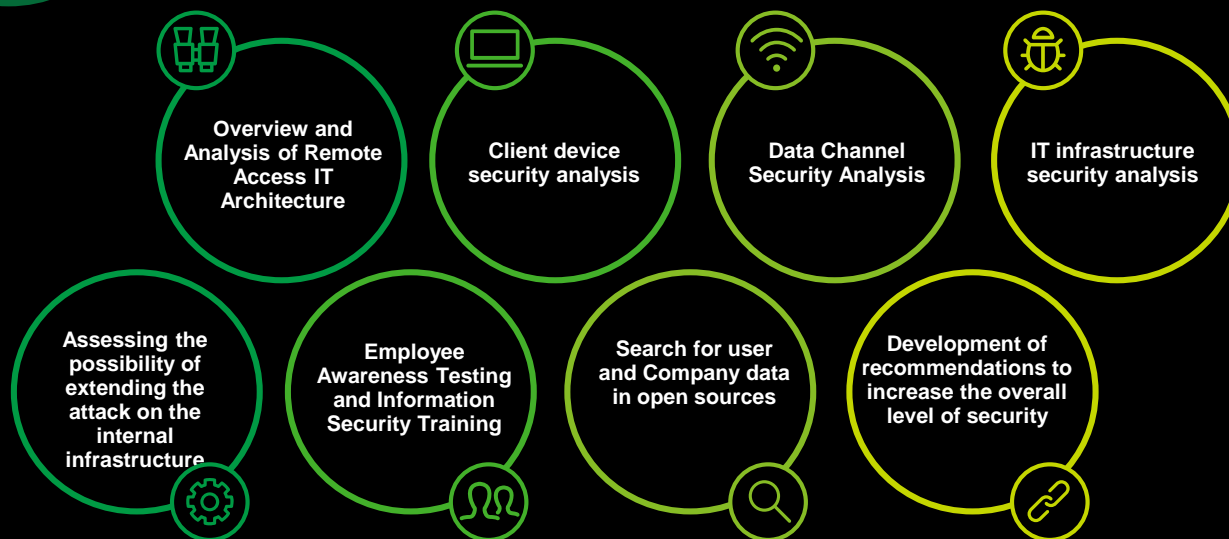 Overview and
Analysis of Remote
Access IT
Architecture
Client device
security analysis
Data Channel
Security Analysis
IT infrastructure
security analysis
Assessing the
possibility of
extending the
attack on the
internal
infrastructure
Employee
Awareness Testing
and Information
Security Training
Search for user
and Company data
in open sources
Development of
recommendations to
increase the overall
level of security